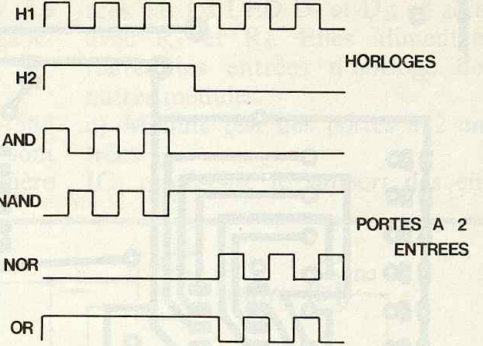 H1
H2
HORLOGES
AND
NAND
PORTES A 2
ENTREES
NOR
OR